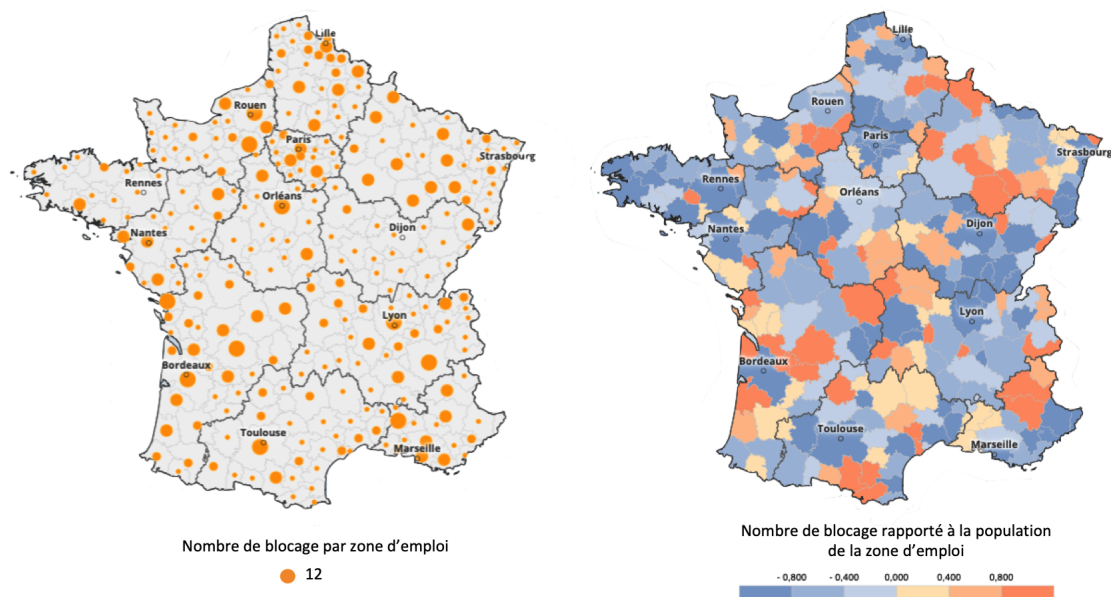 Lille
Rouen
Paris
Strasbourg
Rennes
Orléans
Nantes
Dijon
Lyon
Bordeaux
Toulouse
Marseille
Nombre de blocage par zone d’emploi
12
Lille
Rouen
Paris
Strasbourg
Rennes
Orléans
Nantes
Dijon
Lyon
Bordeaux
Toulouse
Marseille
Nombre de blocage rapporté à la population
de la zone d’emploi
- 0,800 - 0,400 0,000 0,400 0,800